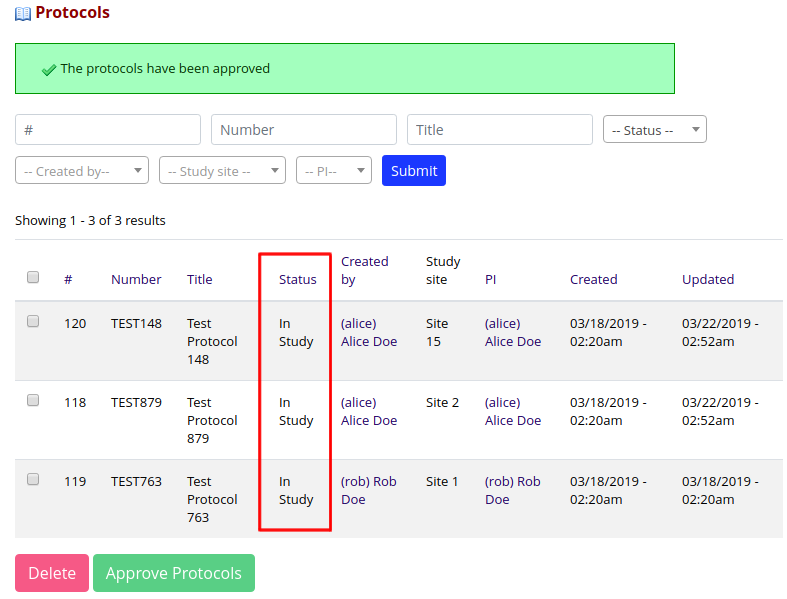 Protocols
The protocols have been approved
# Number Title -- Status --
-- Created by-- -- Study site -- -- PI-- Submit
Showing 1 - 3 of 3 results
# Number Title Status Created by Study site PI Created Updated
120 TEST148 Test Protocol 148 In Study (alice) Alice Doe Site 15 (alice) Alice Doe 03/18/2019 - 02:20am 03/22/2019 - 02:52am
118 TEST879 Test Protocol 879 In Study (alice) Alice Doe Site 2 (alice) Alice Doe 03/18/2019 - 02:20am 03/22/2019 - 02:52am
119 TEST763 Test Protocol 763 In Study (rob) Rob Doe Site 1 (rob) Rob Doe 03/18/2019 - 02:20am 03/18/2019 - 02:20am
Delete Approve Protocols